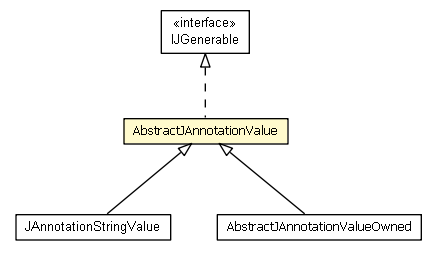 «interface»
IJGenerable
AbstractJAnnotationValue
JAnnotationStringValue
AbstractJAnnotationValueOwned